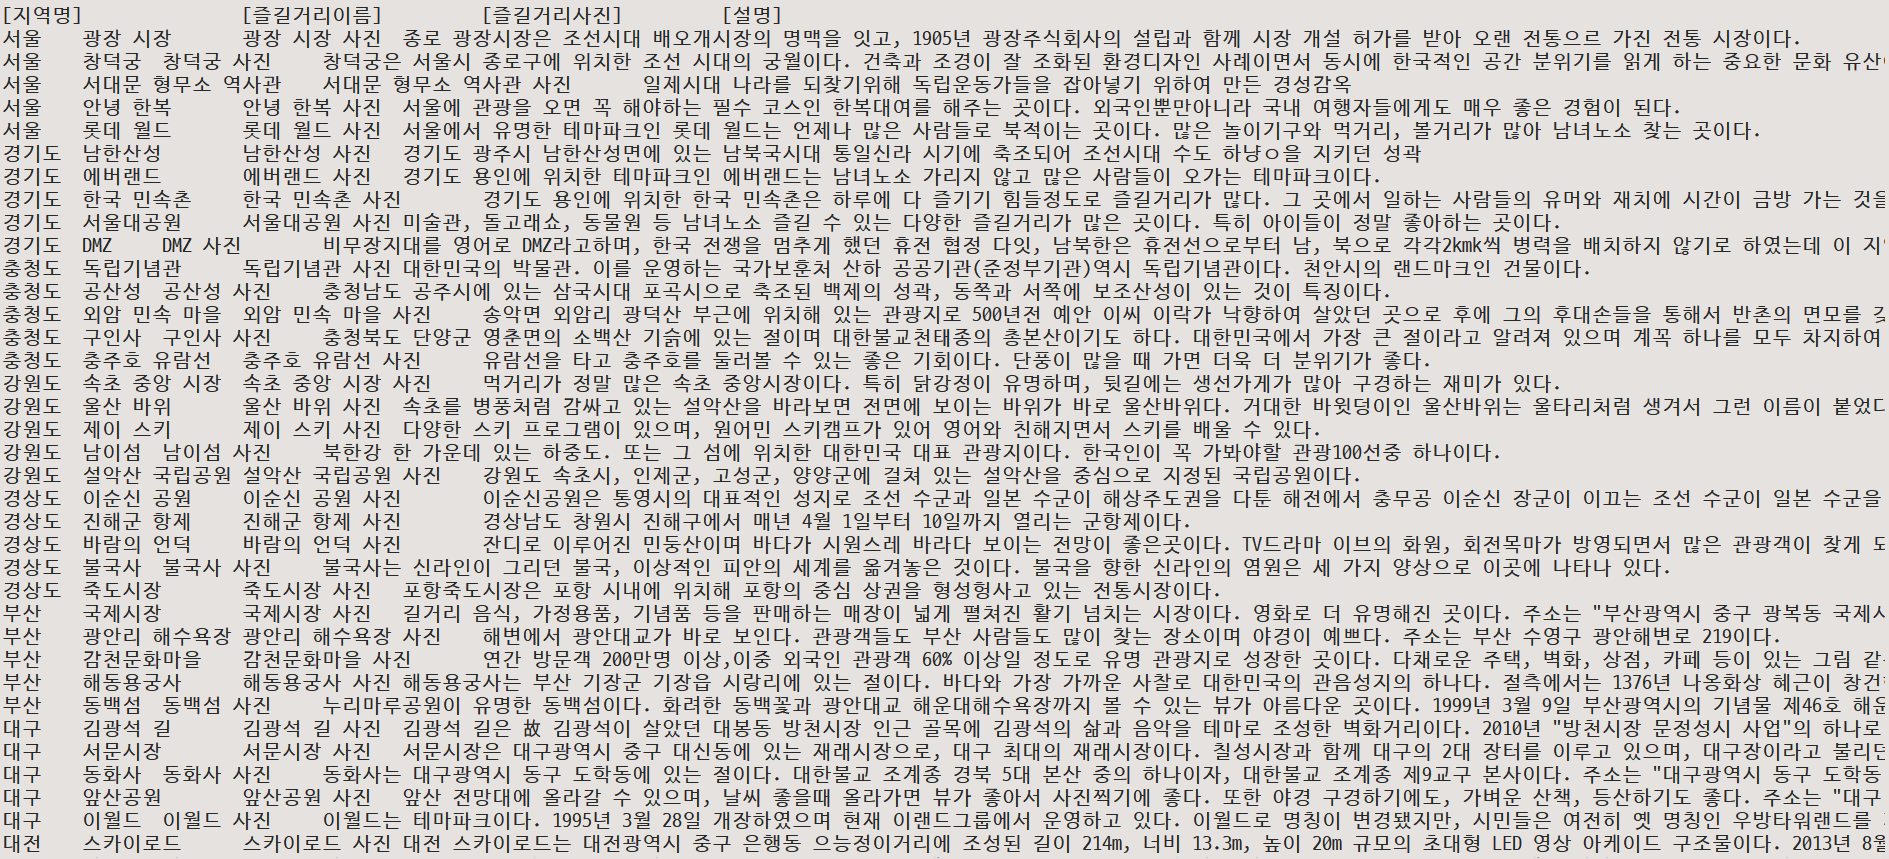 [지역명] [즐길거리이름] [즐길거리사진] [설명]
서울 광장 시장 광장 시장 사진 종로 광장시장은 조선시대 배오개시장의 명맥을 잇고, 1905년 광장주식회사의 설립과 함께 시장 개설 허가를 받아 오랜 전통으르 가진 전통 시장이다.
서울 창덕궁 창덕궁 사진 창덕궁은 서울시 종로구에 위치한 조선 시대의 궁월이다. 건축과 조경이 잘 조화된 환경디자인 사례이면서 동시에 한국적인 공간 분위기를 읽게 하는 중요한 문화 유산
서울 서대문 형무소 역사관 서대문 형무소 역사관 사진 일제시대 나라를 되찾기위해 독립운동가들을 잡아넣기 위하여 만든 경성감옥
서울 안녕 한복 안녕 한복 사진 서울에 관광을 오면 꼭 해야하는 필수 코스인 한복대여를 해주는 곳이다. 외국인뿐만아니라 국내 여행자들에게도 매우 좋은 경험이 된다.
서울 롯데 월드 롯데 월드 사진 서울에서 유명한 테마파크인 롯데 월드는 언제나 많은 사람들로 북적이는 곳이다. 많은 놀이기구와 먹거리, 볼거리가 많아 남녀노소 찾는 곳이다.
경기도 남한산성 남한산성 사진 경기도 광주시 남한산성면에 있는 남북국시대 통일신라 시기에 축조되어 조선시대 수도 하냥ㅇ을 지키던 성곽
경기도 에버랜드 에버랜드 사진 경기도 용인에 위치한 테마파크인 에버랜드는 남녀노소 가리지 않고 많은 사람들이 오가는 테마파크이다.
경기도 한국 민속촌 한국 민속촌 사진 경기도 용인에 위치한 한국 민속촌은 하루에 다 즐기기 힘들정도로 즐길거리가 많다. 그 곳에서 일하는 사람들의 유머와 재치에 시간이 금방 가는 것을
경기도 서울대공원 서울대공원 사진 미술관, 돌고래쇼, 동물원 등 남녀노소 즐길 수 있는 다양한 즐길거리가 많은 곳이다. 특히 아이들이 정말 좋아하는 곳이다.
경기도 DMZ DMZ 사진 비무장지대를 영어로 DMZ라고하며, 한국 전쟁을 멈추게 했던 휴전 협정 다잇, 남북한은 휴전선으로부터 남, 북으로 각각2kmk씩 병력을 배치하지 않기로 하였는데 이
충청도 독립기념관 독립기념관 사진 대한민국의 박물관. 이를 운영하는 국가보훈처 산하 공공기관(준정부기관)역시 독립기념관이다. 천안시의 랜드마크인 건물이다.
충청도 공산성 공산성 사진 충청남도 공주시에 있는 삼국시대 포곡시으로 축조된 백제의 성곽, 동쪽과 서쪽에 보조산성이 있는 것이 특징이다.
충청도 외암 민속 마을 외암 민속 마을 사진 송악면 외암리 광덕산 부근에 위치해 있는 관광지로 500년전 예안 이씨 이락가 낙향하여 살았던 곳으로 후에 그의 후대손들을 통해서 반촌의 면모를
충청도 구인사 구인사 사진 충청북도 단양군 영춘면의 소백산 기슭에 있는 절이며 대한불교천태종의 총본산이기도 하다. 대한민국에서 가장 큰 절이라고 알려져 있으며 계꼭 하나를 모두 차지하여
충청도 충주호 유람선 충주호 유람선 사진 유람선을 타고 충주호를 둘러볼 수 있는 좋은 기회이다. 단풍이 많을 때 가면 더욱 더 분위기가 좋다.
강원도 속초 중앙 시장 속초 중앙 시장 사진 먹거리가 정말 많은 속초 중앙시장이다. 특히 닭강정이 유명하며, 뒷길에는 생선가게가 많아 구경하는 재미가 있다.
강원도 울산 바위 울산 바위 사진 속초를 병풍처럼 감싸고 있는 설악산을 바라보면 전면에 보이는 바위가 바로 울산바위다. 거대한 바윗덩이인 울산바위는 울타리처럼 생겨서 그런 이름이 붙었다
강원도 제이 스키 제이 스키 사진 다양한 스키 프로그램이 있으며, 원어민 스키캠프가 있어 영어와 친해지면서 스키를 배울 수 있다.
강원도 남이섬 남이섬 사진 북한강 한 가운데 있는 하중도. 또는 그 섬에 위치한 대한민국 대표 관광지이다. 한국인이 꼭 가봐야할 관광100선중 하나이다.
강원도 설악산 국립공원 설악산 국립공원 사진 강원도 속초시, 인제군, 고성군, 양양군에 걸쳐 있는 설악산을 중심으로 지정된 국립공원이다.
경상도 이순신 공원 이순신 공원 사진 이순신공원은 통영시의 대표적인 성지로 조선 수군과 일본 수군이 해상주도권을 다툰 해전에서 충무공 이순신 장군이 이끄는 조선 수군이 일본 수군을
경상도 진해군 항제 진해군 항제 사진 경상남도 창원시 진해구에서 매년 4월 1일부터 10일까지 열리는 군항제이다.
경상도 바람의 언덕 바람의 언덕 사진 잔디로 이루어진 민둥산이며 바다가 시원스레 바라다 보이는 전망이 좋은곳이다. TV드라마 이브의 화원, 회전목마가 방영되면서 많은 관광객이 찾게
경상도 불국사 불국사 사진 불국사는 신라인이 그리던 불국, 이상적인 피안의 세계를 옮겨놓은 것이다. 불국을 향한 신라인의 염원은 세 가지 양상으로 이곳에 나타나 있다.
경상도 죽도시장 죽도시장 사진 포항죽도시장은 포항 시내에 위치해 포항의 중심 상권을 형성헝사고 있는 전통시장이다.
부산 국제시장 국제시장 사진 길거리 음식, 가정용품, 기념품 등을 판매하는 매장이 넓게 펼쳐진 활기 넘치는 시장이다. 영화로 더 유명해진 곳이다. 주소는 "부산광역시 중구 광복동 국제시
부산 광안리 해수욕장 광안리 해수욕장 사진 해변에서 광안대교가 바로 보인다. 관광객들도 부산 사람들도 많이 찾는 장소이며 야경이 예쁘다. 주소는 부산 수영구 광안해변로 219이다.
부산 감천문화마을 감천문화마을 사진 연간 방문객 200만명 이상,이중 외국인 관광객 60% 이상일 정도로 유명 관광지로 성장한 곳이다. 다채로운 주택, 벽화, 상점, 카페 등이 있는 그림 같
부산 해동용궁사 해동용궁사 사진 해동용궁사는 부산 기장군 기장읍 시랑리에 있는 절이다. 바다와 가장 가까운 사찰로 대한민국의 관음성지의 하나다. 절측에서는 1376년 나옹화상 혜근이 창건
부산 동백섬 동백섬 사진 누리마루공원이 유명한 동백섬이다. 화려한 동백꽃과 광안대교 해운대해수욕장까지 볼 수 있는 뷰가 아름다운 곳이다. 1999년 3월 9일 부산광역시의 기념물 제46호 해운
대구 김광석 길 김광석 길 사진 김광석 길은 故 김광석이 살았던 대봉동 방천시장 인근 골목에 김광석의 삶과 음악을 테마로 조성한 벽화거리이다. 2010년 "방천시장 문정성시 사업"의 하나로
대구 서문시장 서문시장 사진 서문시장은 대구광역시 중구 대신동에 있는 재래시장으로, 대구 최대의 재래시장이다. 칠성시장과 함께 대구의 2대 장터를 이루고 있으며, 대구장이라고 불리던
대구 동화사 동화사 사진 동화사는 대구광역시 동구 도학동에 있는 절이다. 대한불교 조계종 경북 5대 본산 중의 하나이자, 대한불교 조계종 제9교구 본사이다. 주소는 "대구광역시 동구 도학동
대구 앞산공원 앞산공원 사진 앞산 전망대에 올라갈 수 있으며, 날씨 좋을때 올라가면 뷰가 좋아서 사진찍기에 좋다. 또한 야경 구경하기에도, 가벼운 산책, 등산하기도 좋다. 주소는 "대구
대구 이월드 이월드 사진 이월드는 테마파크이다. 1995년 3월 28일 개장하였으며 현재 이랜드그룹에서 운영하고 있다. 이월드로 명칭이 변경됐지만, 시민들은 여전히 옛 명칭인 우방타워랜드를
대전 스카이로드 스카이로드 사진 대전 스카이로드는 대전광역시 중구 은행동 으능정이거리에 조성된 길이 214m, 너비 13.3m, 높이 20m 규모의 초대형 LED 영상 아케이드 구조물이다. 2013년 8월